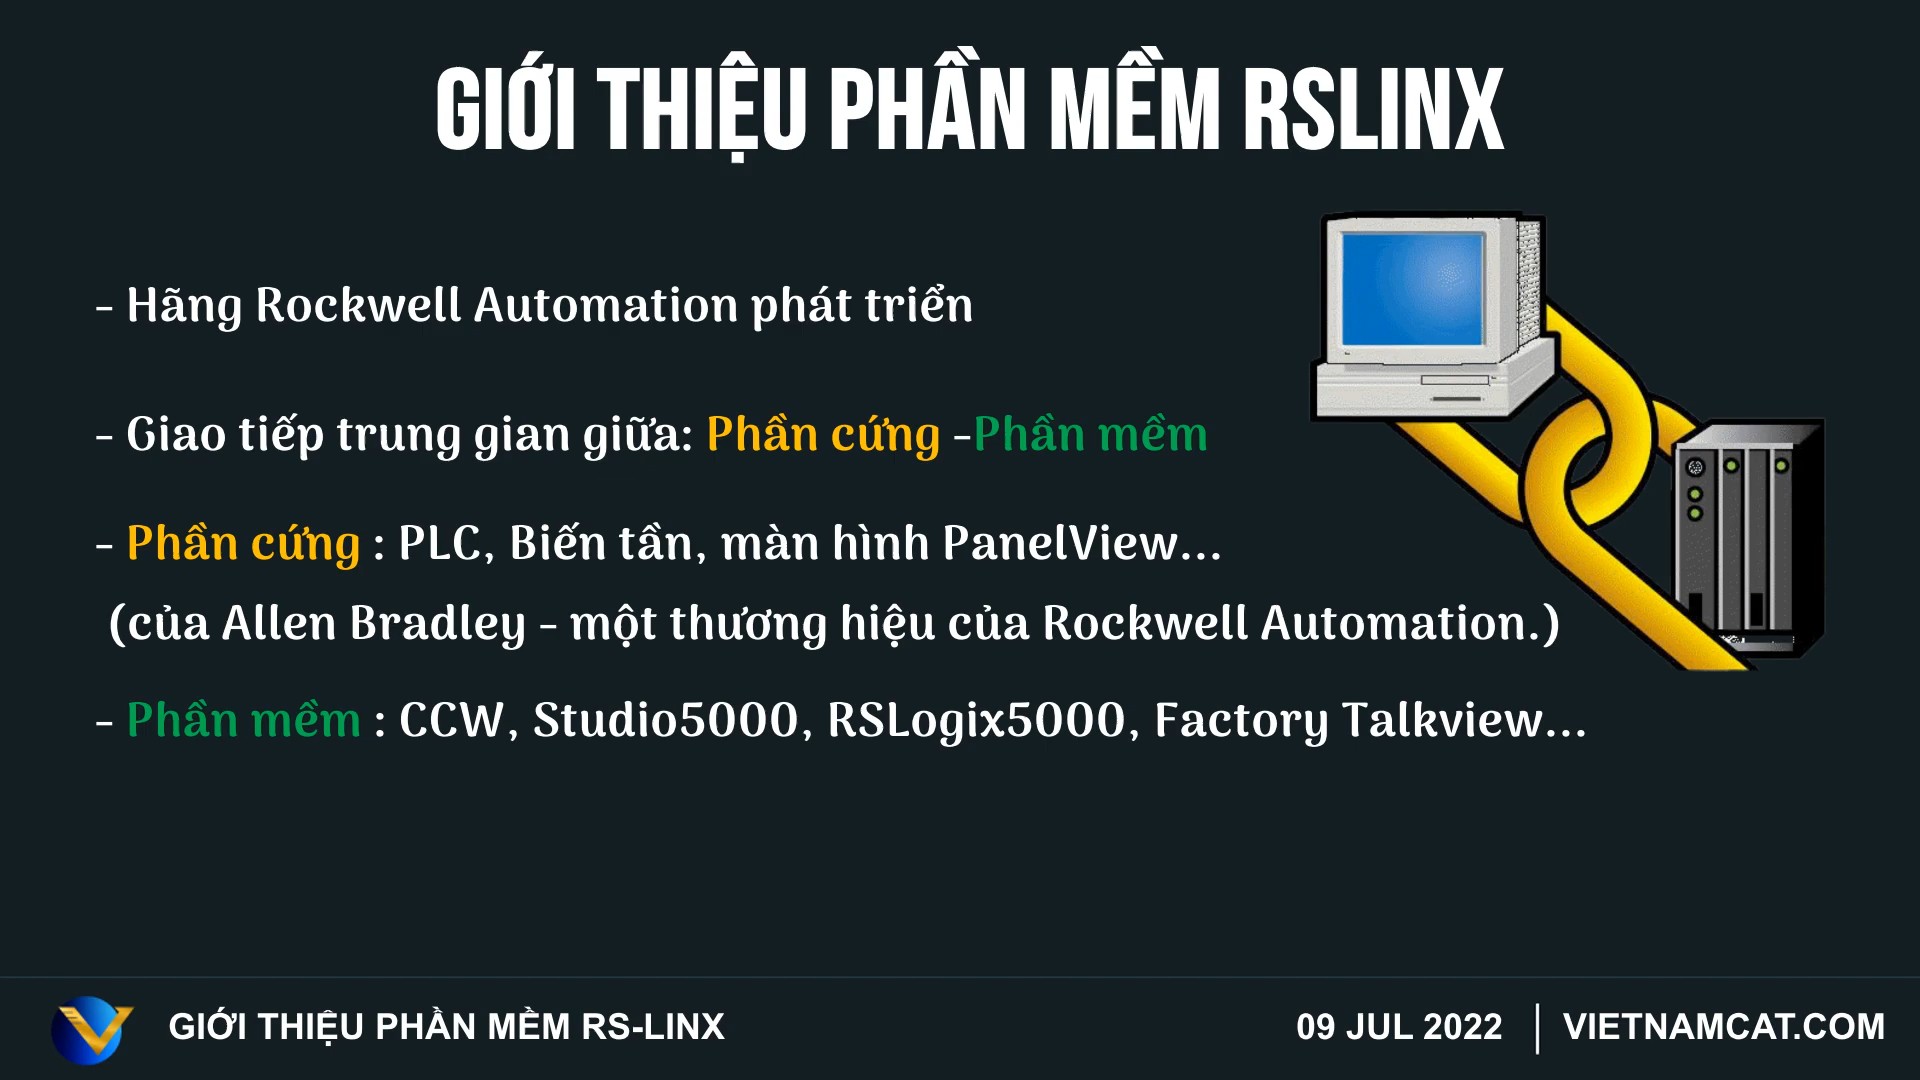 GIỚI THIỆU PHẦN MỀM RSLINX
- Hãng Rockwell Automation phát triển
- Giao tiếp trung gian giữa: Phần cứng -Phần mềm
- Phần cứng : PLC, Biến tần, màn hình PanelView...
(của Allen Bradley - một thương hiệu của Rockwell Automation.)
- Phần mềm : CCW, Studio5000, RSLogix5000, Factory Talkview...
GIỚI THIỆU PHẦN MỀM RS-LINX
09 JUL 2022
VIETNAMCAT.COM